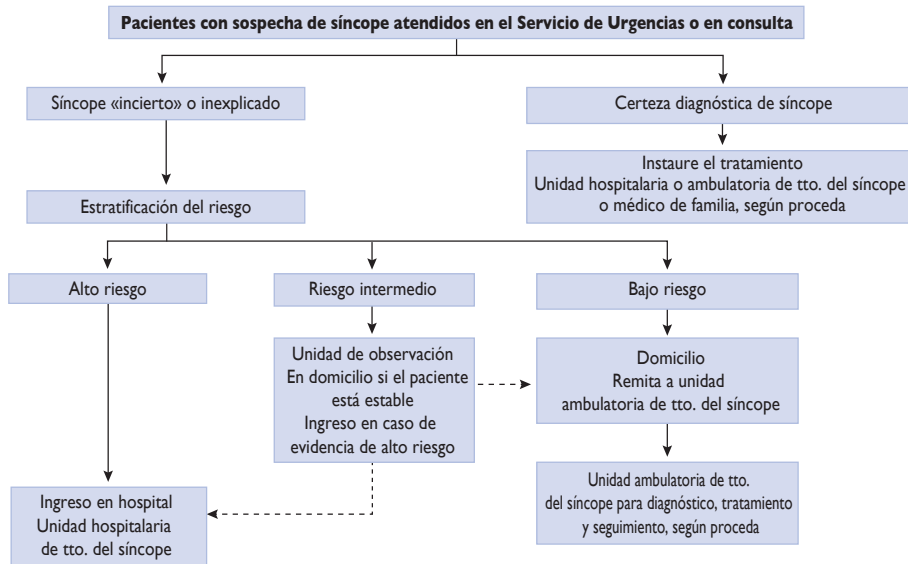 Pacientes con sospecha de síncope atendidos en el Servicio de Urgencias o en consulta
Síncope «incierto» o inexplicado
Certeza diagnóstica de síncope
Instaure el tratamiento
Unidad hospitalaria o ambulatoria de tto. del síncope
o médico de familia, según proceda
Estratificación del riesgo
Alto riesgo
Riesgo intermedio
Bajo riesgo
Unidad de observación
En domicilio si el paciente
está estable
Ingreso en caso de
evidencia de alto riesgo
Domicilio
Remita a unidad
ambulatoria de tto. del síncope
Ingreso en hospital
Unidad hospitalaria
de tto. del síncope
Unidad ambulatoria de tto.
del síncope para diagnóstico, tratamiento
y seguimiento, según proceda